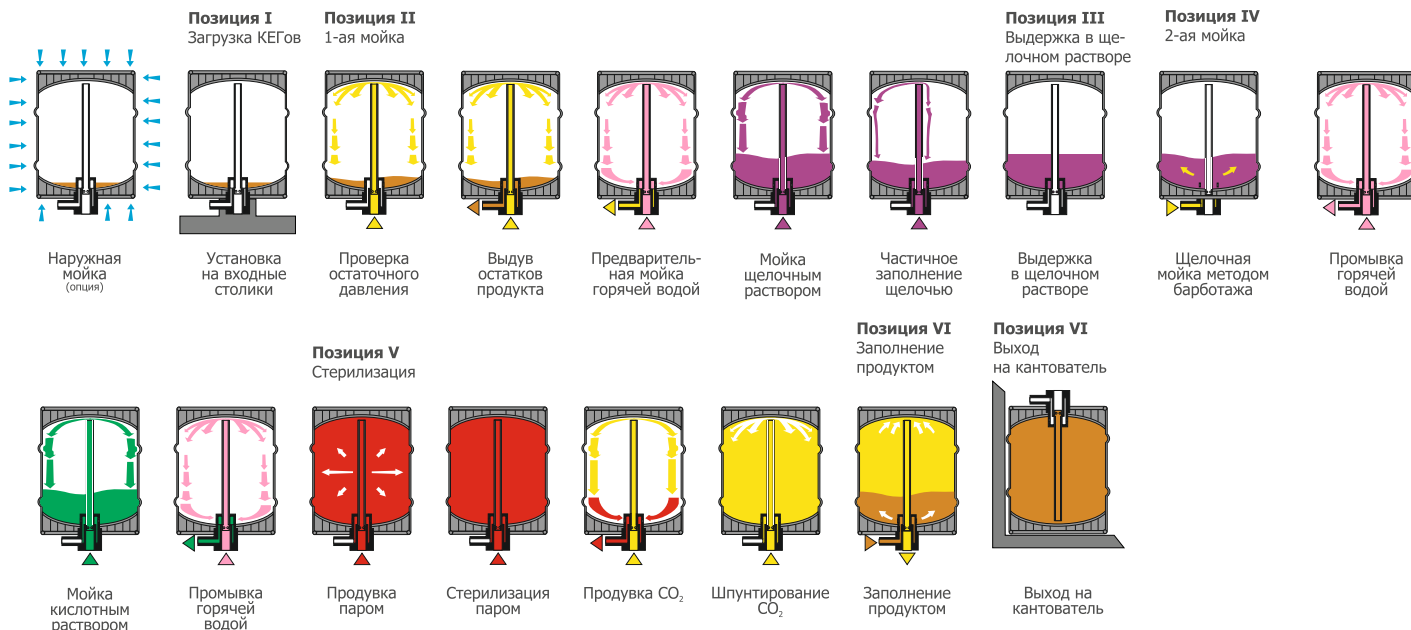 Позиция I
Загрузка КЕГов
Позиция II
1-ая мойка
Позиция III
Выдержка в ще-
лочном растворе
Позиция IV
2-ая мойка
Наружная
мойка
(опция)
Установка
на входные
столики
Проверка
остаточного
давления
Выдув
остатков
продукта
Предваритель-
ная мойка
горячей водой
Мойка
щелочным
раствором
Частичное
заполнение
щелочью
Выдержка
в щелочном
растворе
Щелочная
мойка методом
барботажа
Промывка
горячей
водой
Позиция V
Стерилизация
Позиция VI
Заполнение
продуктом
Позиция VI
Выход
на кантователь
Мойка
кислотным
раствором
Промывка
горячей
водой
Продувка
паром
Стерилизация
паром
Продувка CO₂
Шпунтирование
CO₂
Заполнение
продуктом
Выход на
кантователь